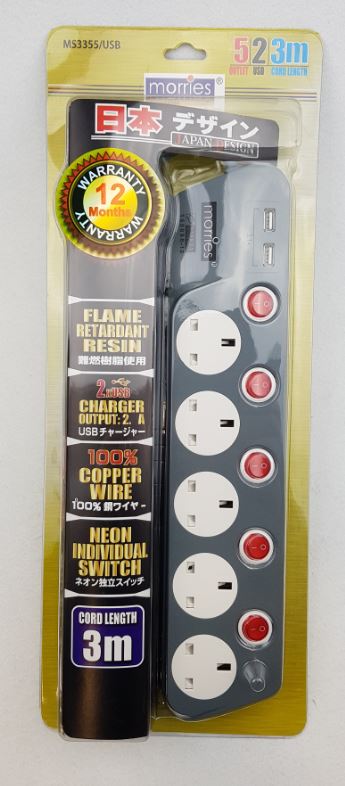 MS3355/USB
5 2 3m
OUTLET USB CORD LENGTH
morries®
日本 デザイン
JAPAN DESIGN
WARRANTY
12
Months
WARRANTY
morries
FLAME
RETARDANT
RESIN
難燃樹脂使用
2 x USB
CHARGER
OUTPUT: 2. A
USBチャージャー
100%
COPPER
WIRE
100% 銅ワイヤー
NEON
INDIVIDUAL
SWITCH
ネオン独立スイッチ
CORD LENGTH
3m